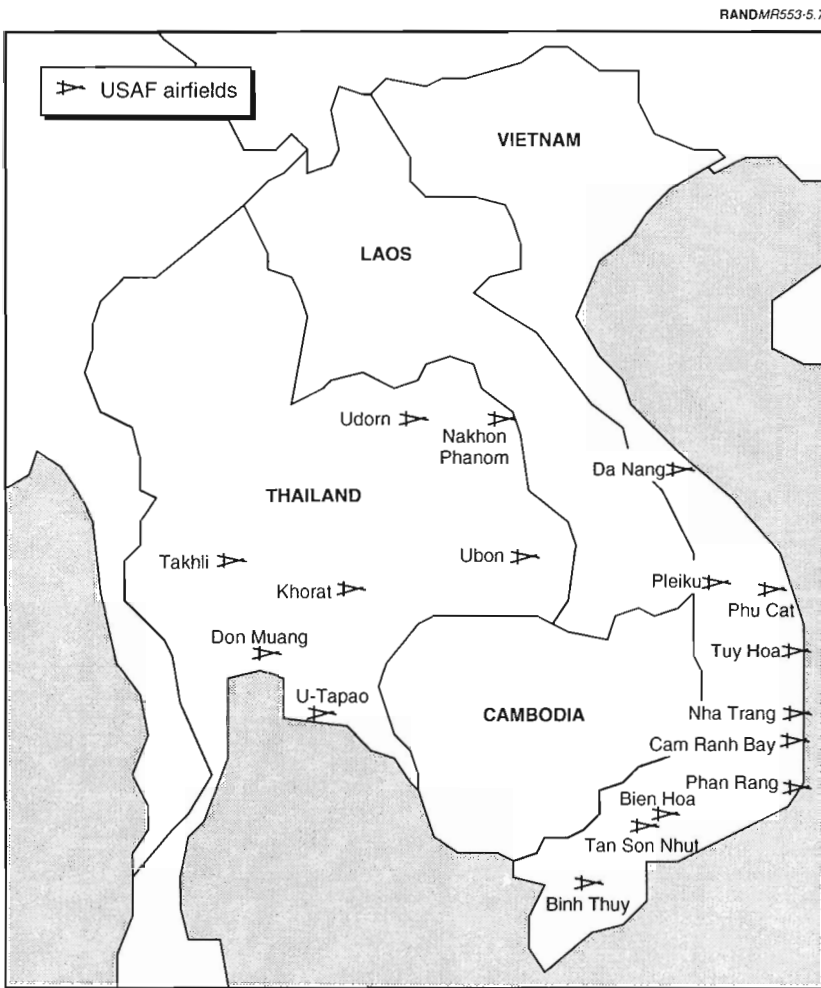 RANDMR553-5.7
USAF airfields
VIETNAM
LAOS
Udorn
Nakhon
Phanom
Da Nang
THAILAND
Takhli
Ubon
Khorat
Pleiku
Phu Cat
Don Muang
Tuy Hoa
U-Tapao
CAMBODIA
Nha Trang
Cam Ranh Bay
Phan Rang
Bien Hoa
Tan Son Nhut
Binh Thuy